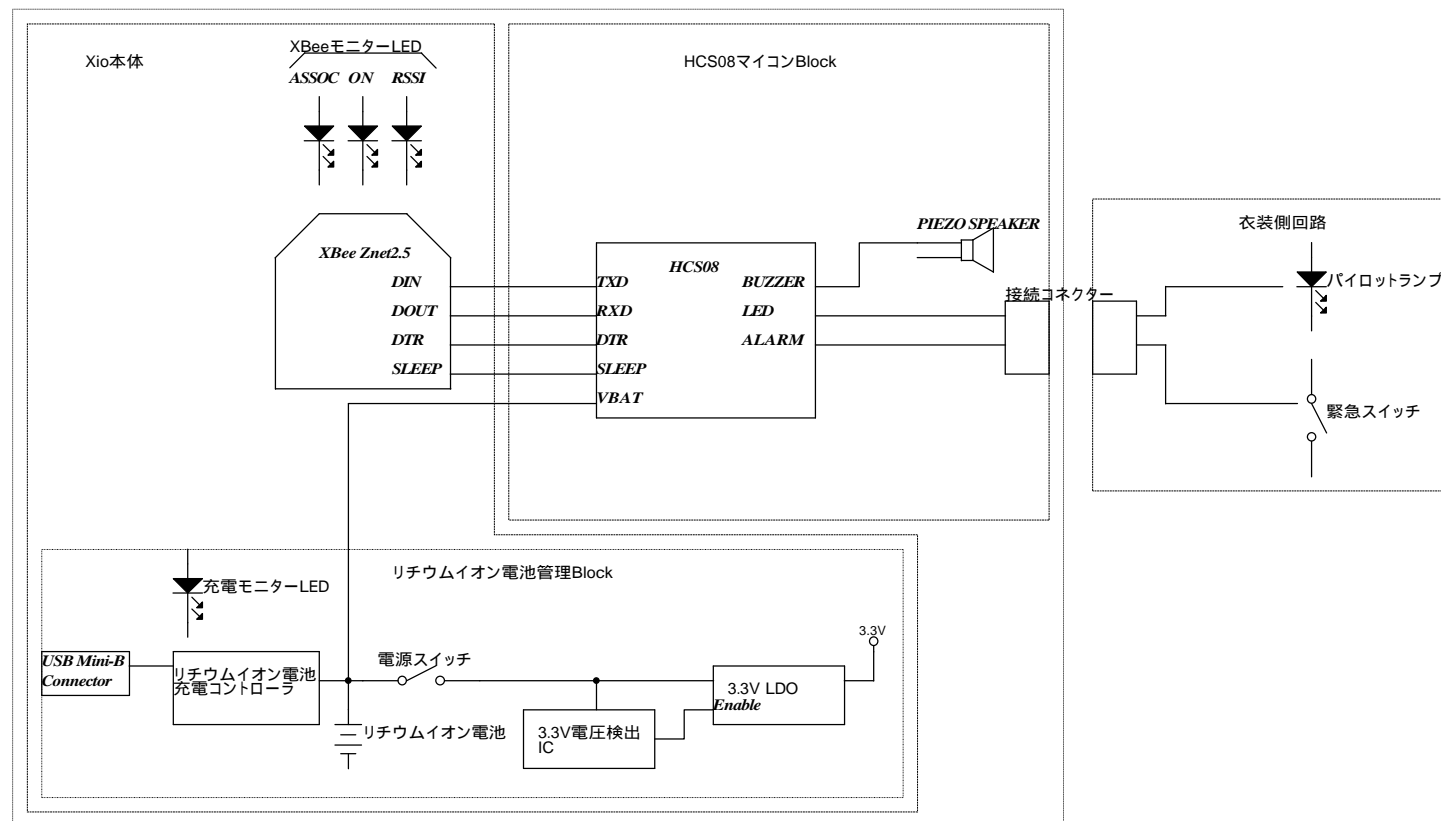 XBeeモニターLED
Xio本体
HCS08マイコンBlock
ASSOC ON RSSI
衣装側回路
PIEZO SPEAKER
XBee Znet2.5
HCS08
DIN
TXD
BUZZER
パイロットランプ
接続コネクター
DOUT
RXD
LED
DTR
DTR
ALARM
SLEEP
SLEEP
VBAT
緊急スイッチ
リチウムイオン電池管理Block
充電モニターLED
3.3V
電源スイッチ
USB Mini-B
Connector
リチウムイオン電池
充電コントローラ
3.3V LDO
Enable
リチウムイオン電池
3.3V電圧検出
IC